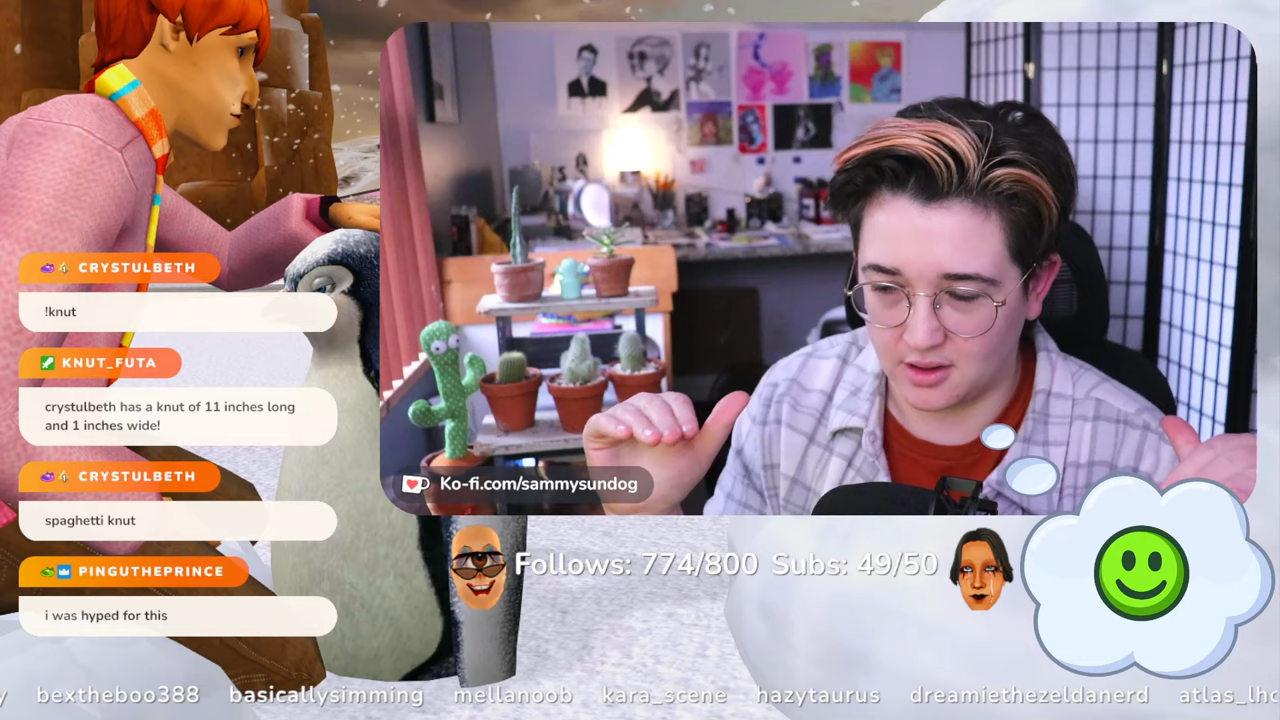 CRYSTULBETH
!knut
KNUT_FUTA
crystulbeth has a knut of 11 inches long
and 1 inches wide!
CRYSTULBETH
spaghetti knut
PINGUTHEPRINCE
i was hyped for this
Ko-fi.com/sammysundog
Follows: 774/800 Subs: 49/50
y bextheboo388 basicallysimming mellanoob kara_scene hazytaurus dreamiethezeldanerd atlas_lho